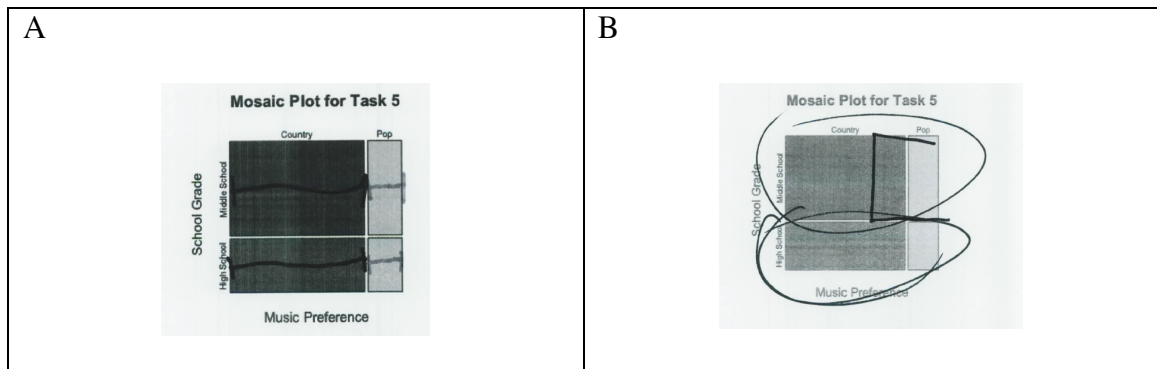 A
Mosaic Plot for Task 5
Country Pop
School Grade
Middle School
High School
Music Preference
B
Mosaic Plot for Task 5
Country Pop
School Grade
Middle School
High School
Music Preference